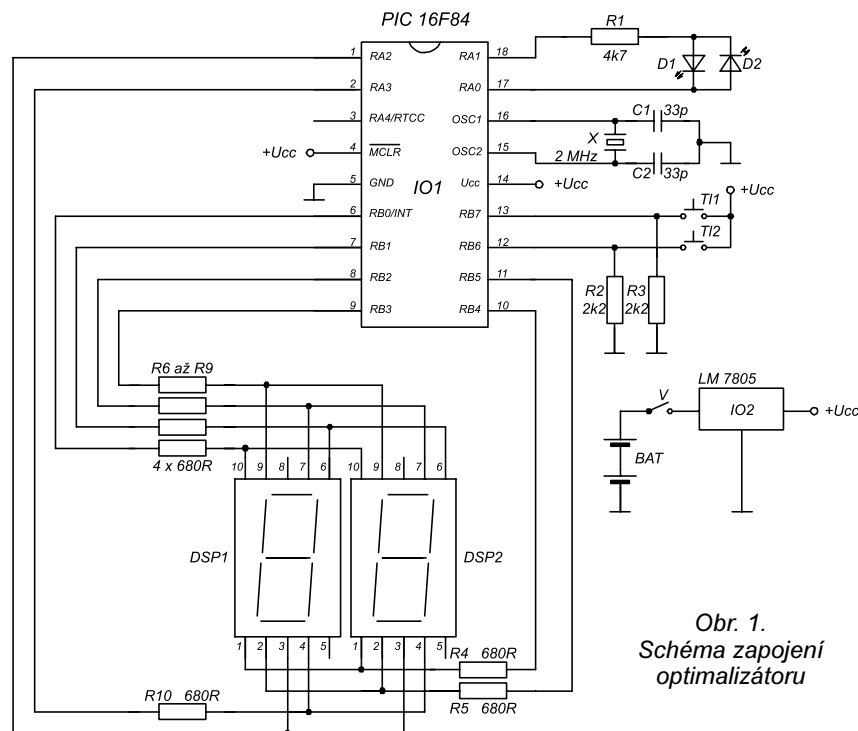 PIC 16F84
1 RA2 RA1 18
R1
4k7
D1 D2
2 RA3 RA0 17
3 RA4/RTCC OSC1 16
C1 33p
X
2 MHz
+Ucc 4 MCLR OSC2 15
C2 33p
5 GND IO1 Ucc 14 +Ucc
+Ucc
6 RB0/INT RB7 13 Tl1
7 RB1 RB6 12 Tl2
8 RB2 RB5 11
9 RB3 RB4 10
R2 R3
2k2 2k2
R6 až R9
4 x 680R
LM 7805
V IO2 +Ucc
BAT
10 9 8 7 6 10 9 8 7 6
DSP1 DSP2
1 2 3 4 5 1 2 3 4 5
R4 680R
R10 680R
R5 680R
Obr. 1.
Schéma zapojení
optimalizátoru